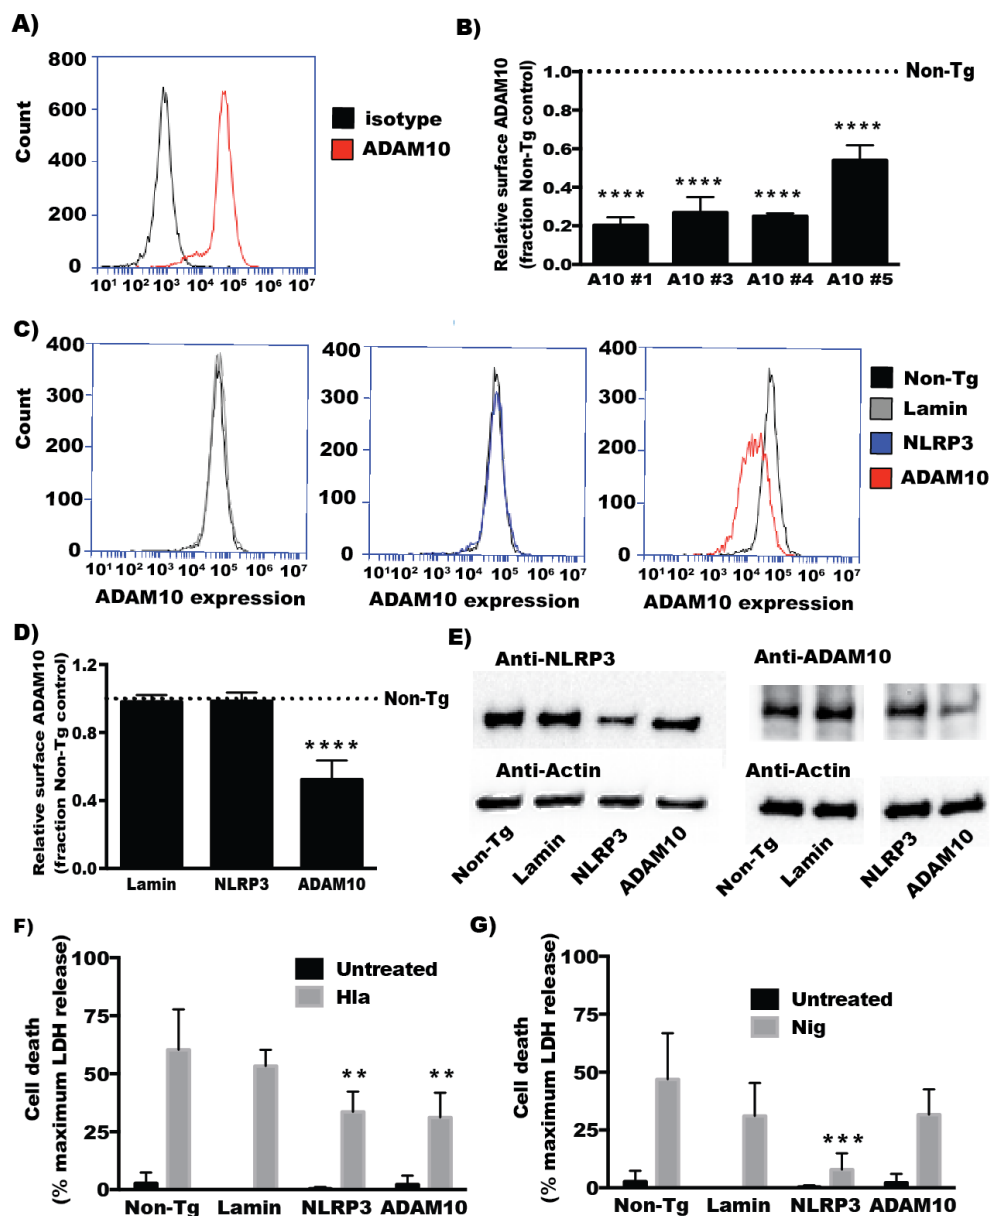 A)
800
600
400
200
0
Count
10¹ 10² 10³ 10⁴ 10⁵ 10⁶ 10⁷
isotype
ADAM10
B)
Relative surface ADAM10
(fraction Non-Tg control)
1.0
0.8
0.6
0.4
0.2
0.0
Non-Tg
**** **** **** ****
A10 #1 A10 #3 A10 #4 A10 #5
C)
Count
400
300
200
100
0
10¹ 10² 10³ 10⁴ 10⁵ 10⁶ 10⁷
ADAM10 expression
400
300
200
100
0
10¹ 10² 10³ 10⁴ 10⁵ 10⁶ 10⁷
ADAM10 expression
400
300
200
100
0
10¹ 10² 10³ 10⁴ 10⁵ 10⁶ 10⁷
ADAM10 expression
Non-Tg
Lamin
NLRP3
ADAM10
D)
Relative surface ADAM10
(fraction Non-Tg control)
1.2
0.8
0.4
0.0
Non-Tg
****
Lamin NLRP3 ADAM10
E)
Anti-NLRP3
Anti-Actin
Non-Tg Lamin NLRP3 ADAM10
Anti-ADAM10
Anti-Actin
Non-Tg Lamin NLRP3 ADAM10
F)
Cell death
(% maximum LDH release)
100
75
50
25
0
Untreated
Hla
** **
Non-Tg Lamin NLRP3 ADAM10
G)
Cell death
(% maximum LDH release)
100
75
50
25
0
Untreated
Nig
***
Non-Tg Lamin NLRP3 ADAM10